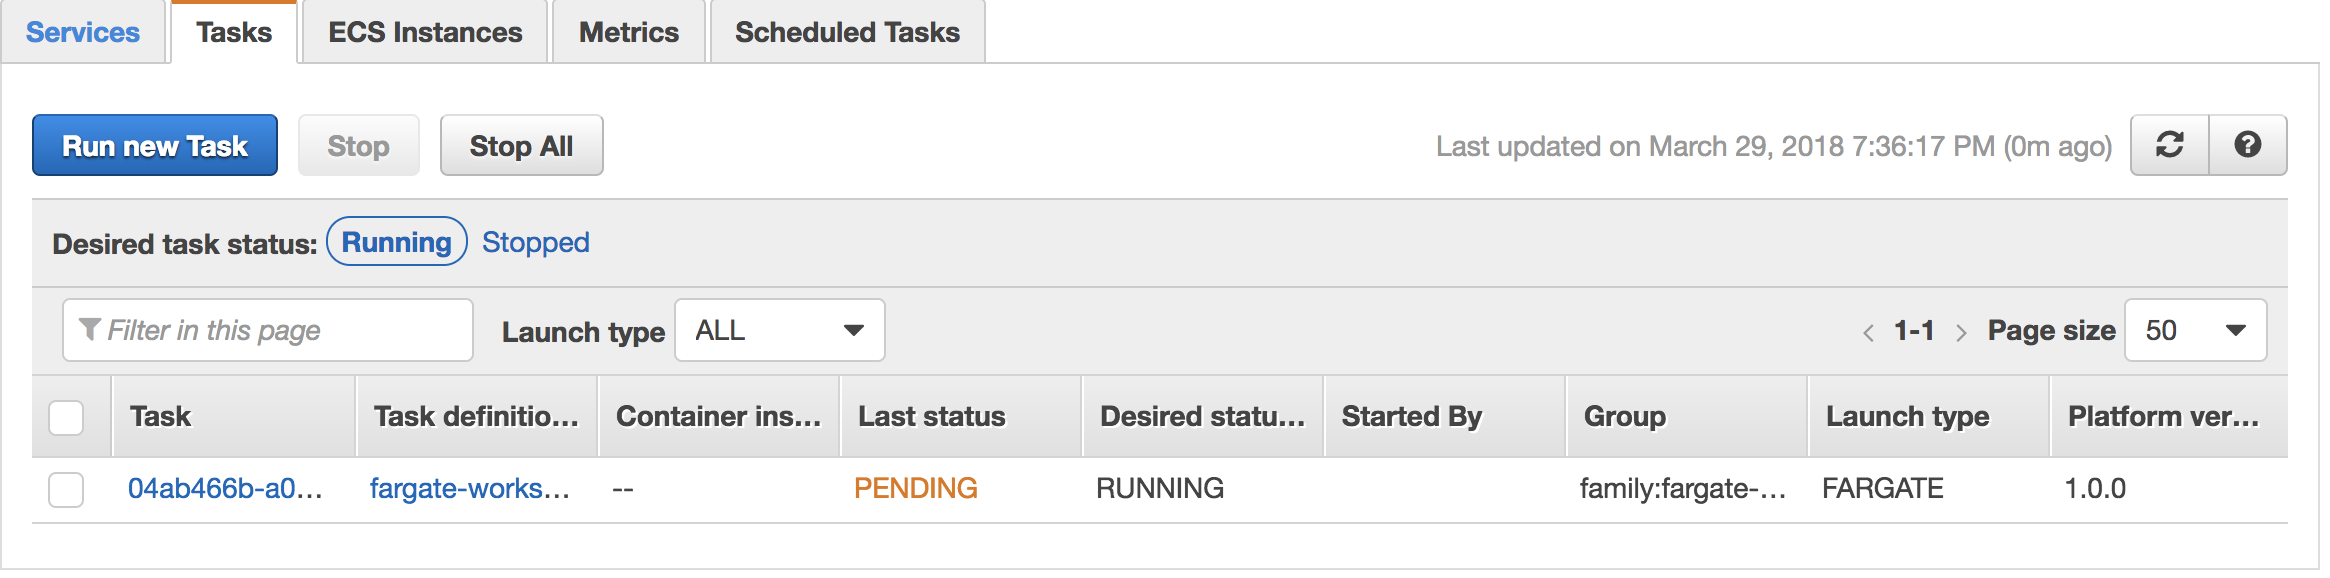 Services Tasks ECS Instances Metrics Scheduled Tasks
Run new Task Stop Stop All Last updated on March 29, 2018 7:36:17 PM (0m ago)
Desired task status: Running Stopped
Filter in this page Launch type ALL 1-1 Page size 50
Task Task definitio... Container ins... Last status Desired statu... Started By Group Launch type Platform ver...
04ab466b-a0... fargate-works... -- PENDING RUNNING family:fargate-... FARGATE 1.0.0